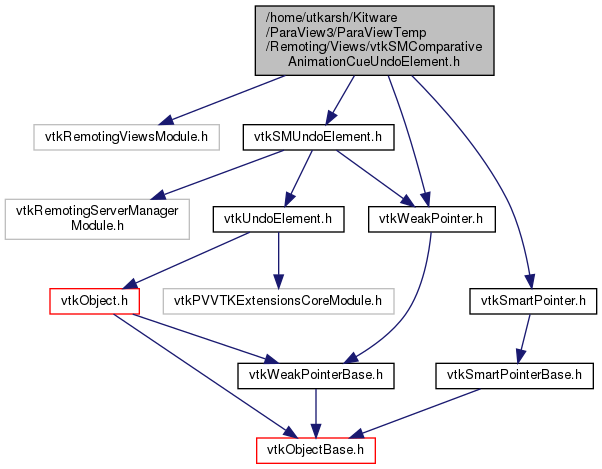 /home/utkarsh/Kitware
/ParaView3/ParaViewTemp
/Remoting/Views/vtkSMComparative
AnimationCueUndoElement.h
vtkRemotingViewsModule.h
vtkSMUndoElement.h
vtkRemotingServerManager
Module.h
vtkUndoElement.h
vtkWeakPointer.h
vtkObject.h
vtkPVVTKExtensionsCoreModule.h
vtkSmartPointer.h
vtkWeakPointerBase.h
vtkSmartPointerBase.h
vtkObjectBase.h